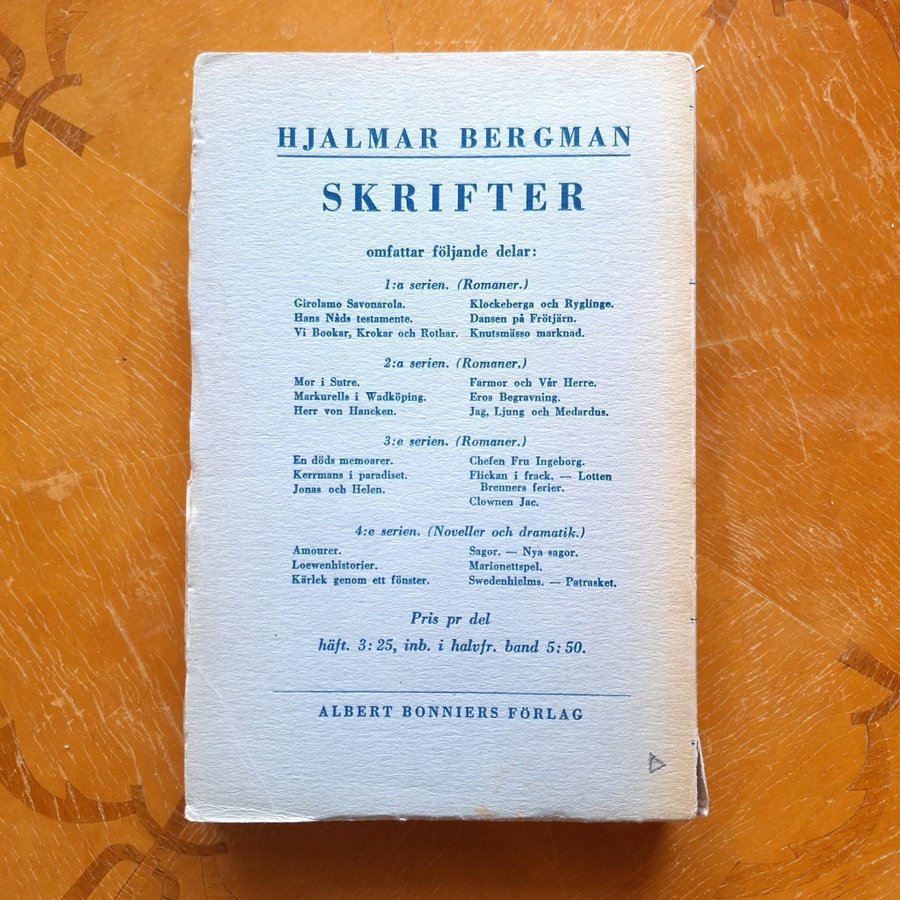 HJALMAR BERGMAN
SKRIFTER
omfattar följande delar:
1:a serien. (Romaner.)
Girolamo Savonarola.
Hans Nåds testamente.
Vi Bookar, Krokar och Rothar.
Klockeberga och Ryglinge.
Dansen på Frötjärn.
Knutsmässo marknad.
2:a serien. (Romaner.)
Mor i Sutre.
Markurells i Wadköping.
Herr von Hancken.
Farmor och Vår Herre.
Eros Begravning.
Jag, Ljung och Medardus.
3:e serien. (Romaner.)
En döds memoarer.
Kerrmans i paradiset.
Jonas och Helen.
Chefen Fru Ingeborg.
Flickan i frack. — Lotten
Brenners ferier.
Clownen Jac.
4:e serien. (Noveller och dramatik.)
Amourer.
Loewenhistorier.
Kärlek genom ett fönster.
Sagor. — Nya sagor.
Marionettspel.
Swedenhielms. — Patrasket.
Pris pr del
häft. 3:25, inb. i halvfr. band 5:50.
ALBERT BONNIERS FÖRLAG